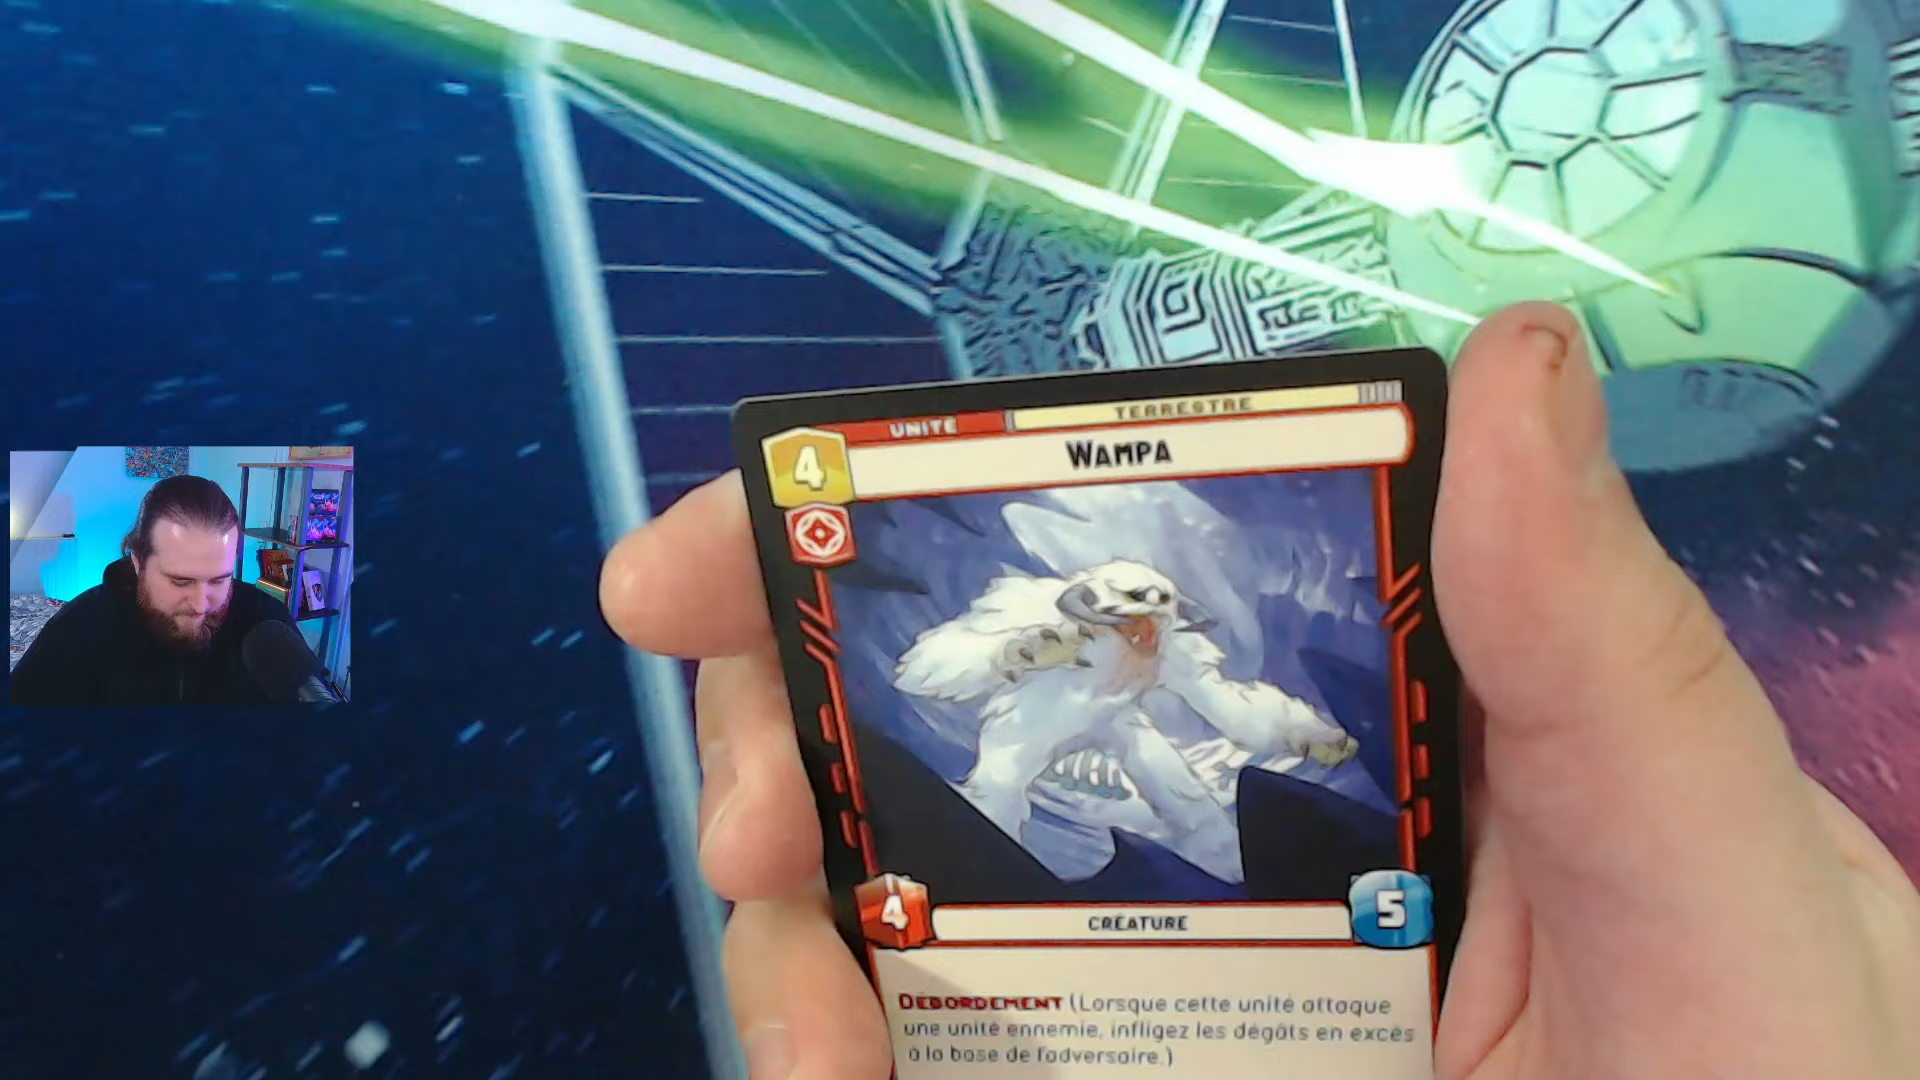 UNITÉ
TERRESTRE
4
WAMPA
4
CRÉATURE
5
DÉBORDEMENT (Lorsque cette unité attaque
une unité ennemie, infligez les dégâts en excès
à la base de l'adversaire.)